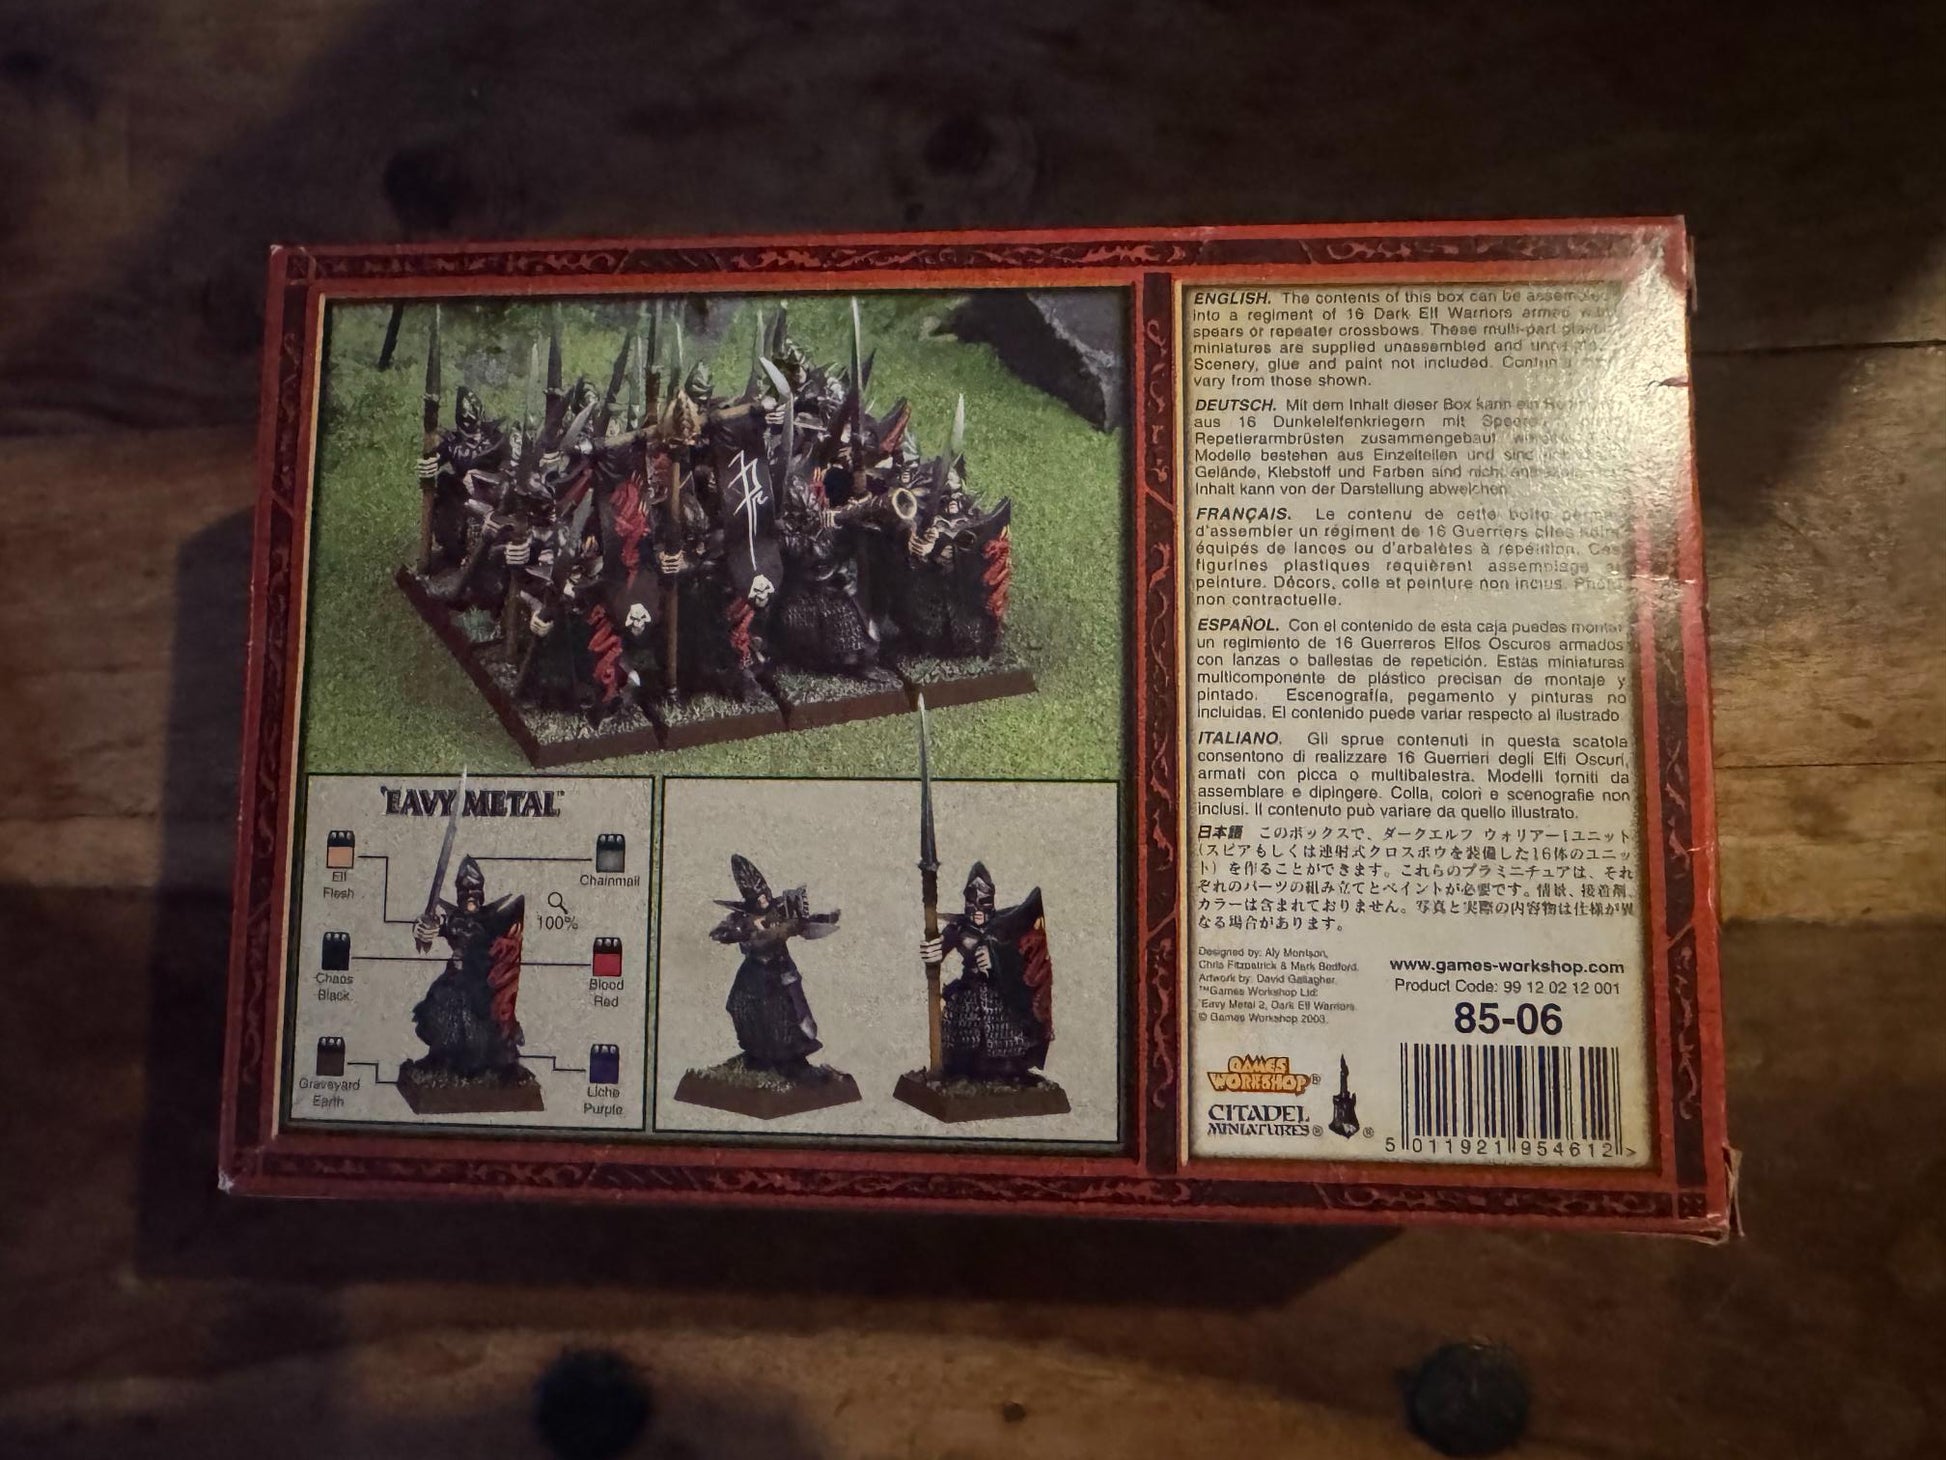 ENGLISH. The contents of this box can be
into a regiment of 16 Dark Elf Warriors armed
spears or repeater crossbows. These multi-part
miniatures are supplied unassembled and
Scenery, glue and paint not included.
vary from those shown.
DEUTSCH. Mit dem Inhalt dieser Box kann ein
aus 16 Dunkelelfenkriegern mit
Repetierarmbrüsten zusammengebaut
Modelle bestehen aus Einzelteilen und sind
Gelände, Klebstoff und Farben sind nicht
Inhalt kann von der Darstellung abweichen
FRANÇAIS. Le contenu de cette boîte
d'assembler un régiment de 16 Guerriers
équipés de lances ou d'arbalètes à répétition. Ces
figurines plastiques requièrent assemblage
peinture. Décors, colle et peinture non inclus.
non contractuelle.
ESPAÑOL. Con el contenido de esta caja puedes montar
un regimiento de 16 Guerreros Elfos Oscuros armados
con lanzas o ballestas de repetición. Estas miniaturas
multicomponente de plástico precisan de montaje y
pintado. Escenografía, pegamento y pinturas no
incluidas. El contenido puede variar respecto al ilustrado
ITALIANO. Gli sprue contenuti in questa scatola
consentono di realizzare 16 Guerrieri degli Elfi Oscuri,
armati con picca o multibalestra. Modelli forniti da
assemblare e dipingere. Colla, colori e scenografie non
inclusi. Il contenuto può variare da quello illustrato.
日本語 このボックスで、ダークエルフ ウォリアー1ユニット
(スピアもしくは連射式クロスボウを装備した16体のユニッ
ト)を作ることができます。これらのプラミニチュアは、それ
ぞれのパーツの組み立てとペイントが必要です。情景、接着剤、
カラーは含まれておりません。写真と実際の内容物は仕様が異
なる場合があります。
'EAVY METAL
Elf
Flesh
Chainmail
100%
Chaos
Black
Blood
Red
Graveyard
Earth
Liche
Purple
Designed by: Aly Morrison,
Chris Fitzpatrick & Mark Bedford.
Artwork by: David Gallagher.
™Games Workshop Ltd.
'Eavy Metal 2, Dark Elf Warriors.
© Games Workshop 2003.
www.games-workshop.com
Product Code: 99 12 02 12 001
85-06
GAMES
WORKSHOP®
CITADEL
MINIATURES® ®
5 011921 954612 >